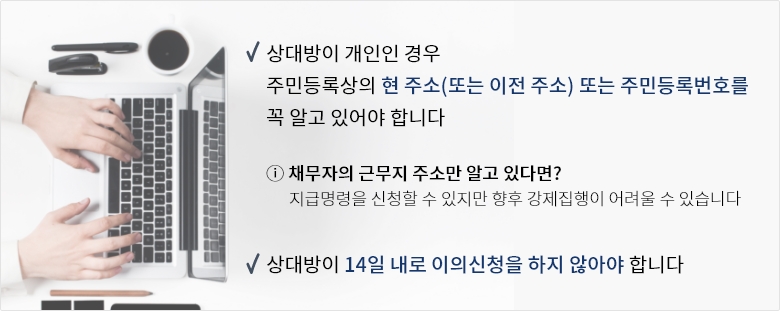 ✓ 상대방이 개인인 경우
주민등록상의 현 주소(또는 이전 주소) 또는 주민등록번호를
꼭 알고 있어야 합니다
ⓘ 채무자의 근무지 주소만 알고 있다면?
지급명령을 신청할 수 있지만 향후 강제집행이 어려울 수 있습니다
✓ 상대방이 14일 내로 이의신청을 하지 않아야 합니다